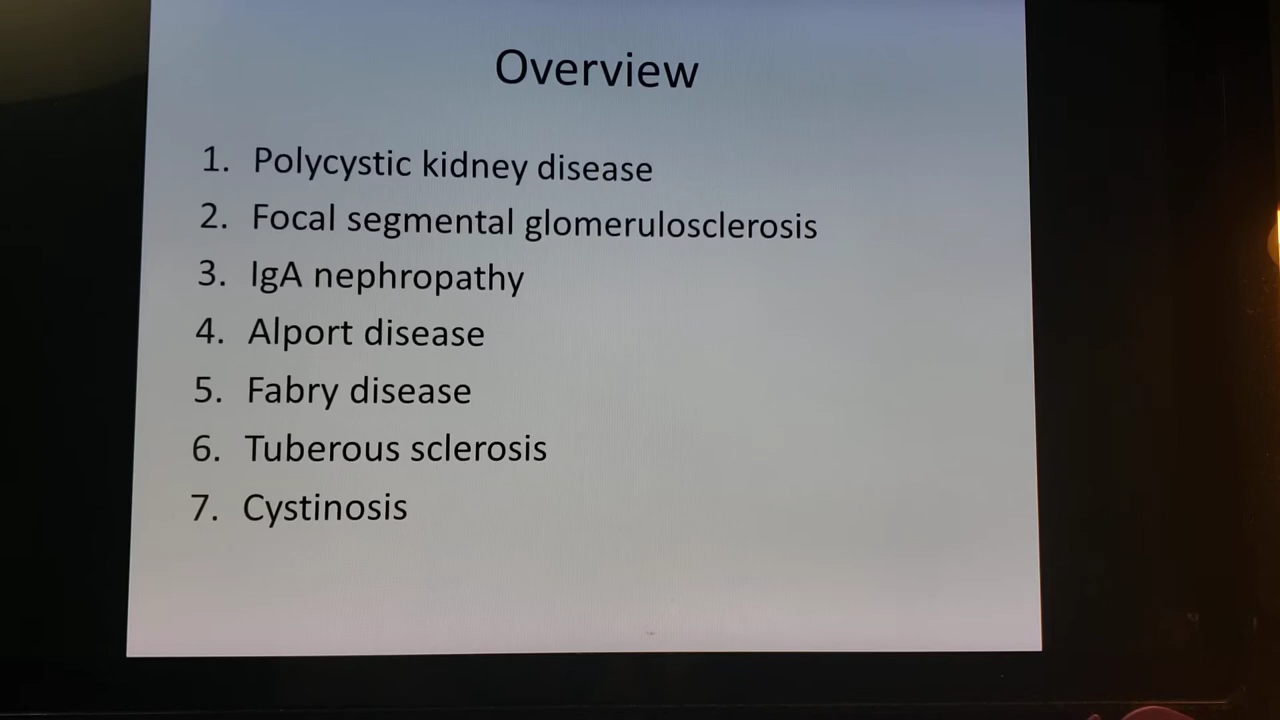 Overview
1. Polycystic kidney disease
2. Focal segmental glomerulosclerosis
3. IgA nephropathy
4. Alport disease
5. Fabry disease
6. Tuberous sclerosis
7. Cystinosis